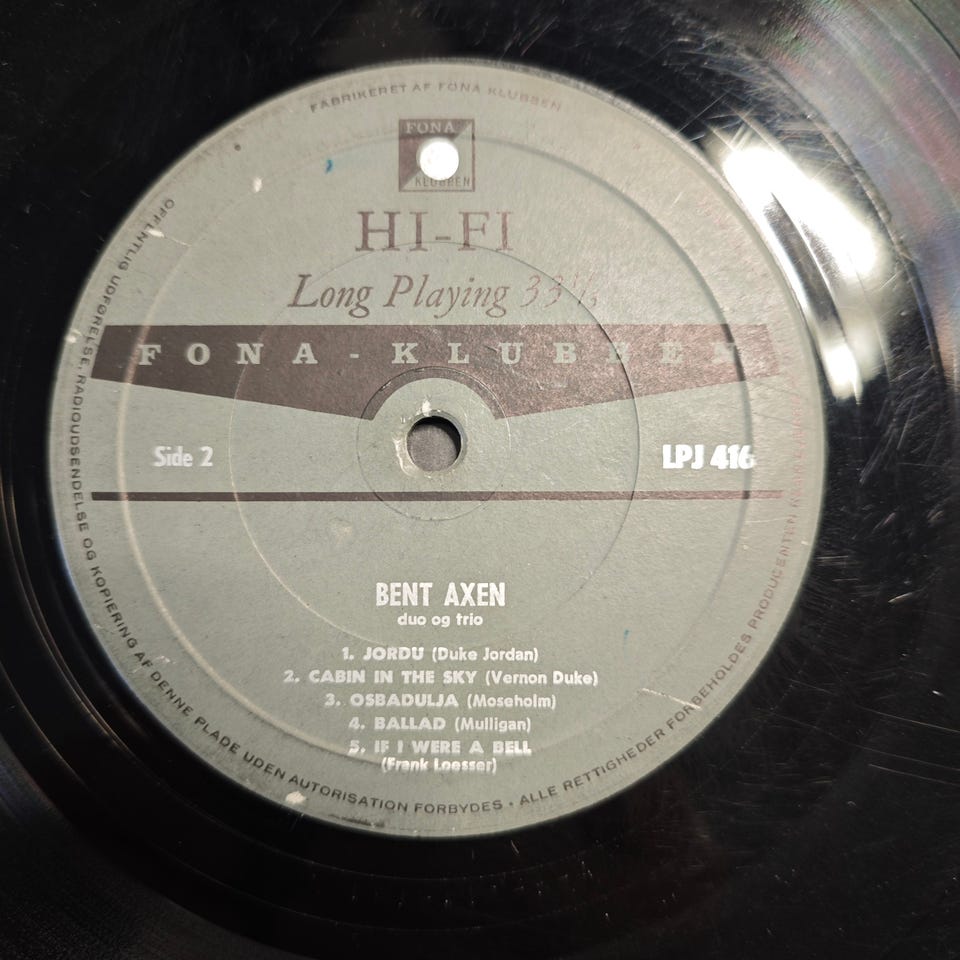 FABRIKERET AF FONA KLUBBEN
FONA
KLUBBEN
HI-FI
Long Playing 33⅓
FONA-KLUBBEN
Side 2
LPJ 416
BENT AXEN
duo og trio
1. JORDU (Duke Jordan)
2. CABIN IN THE SKY (Vernon Duke)
3. OSBADULJA (Moseholm)
4. BALLAD (Mulligan)
5. IF I WERE A BELL
(Frank Loesser)
OFFENTLIG UDFØRELSE, RADIOUDSENDELSE OG KOPIERING AF DENNE PLADE UDEN AUTORISATION FORBYDES • ALLE RETTIGHEDER FORBEHOLDES PRODUCENTEN